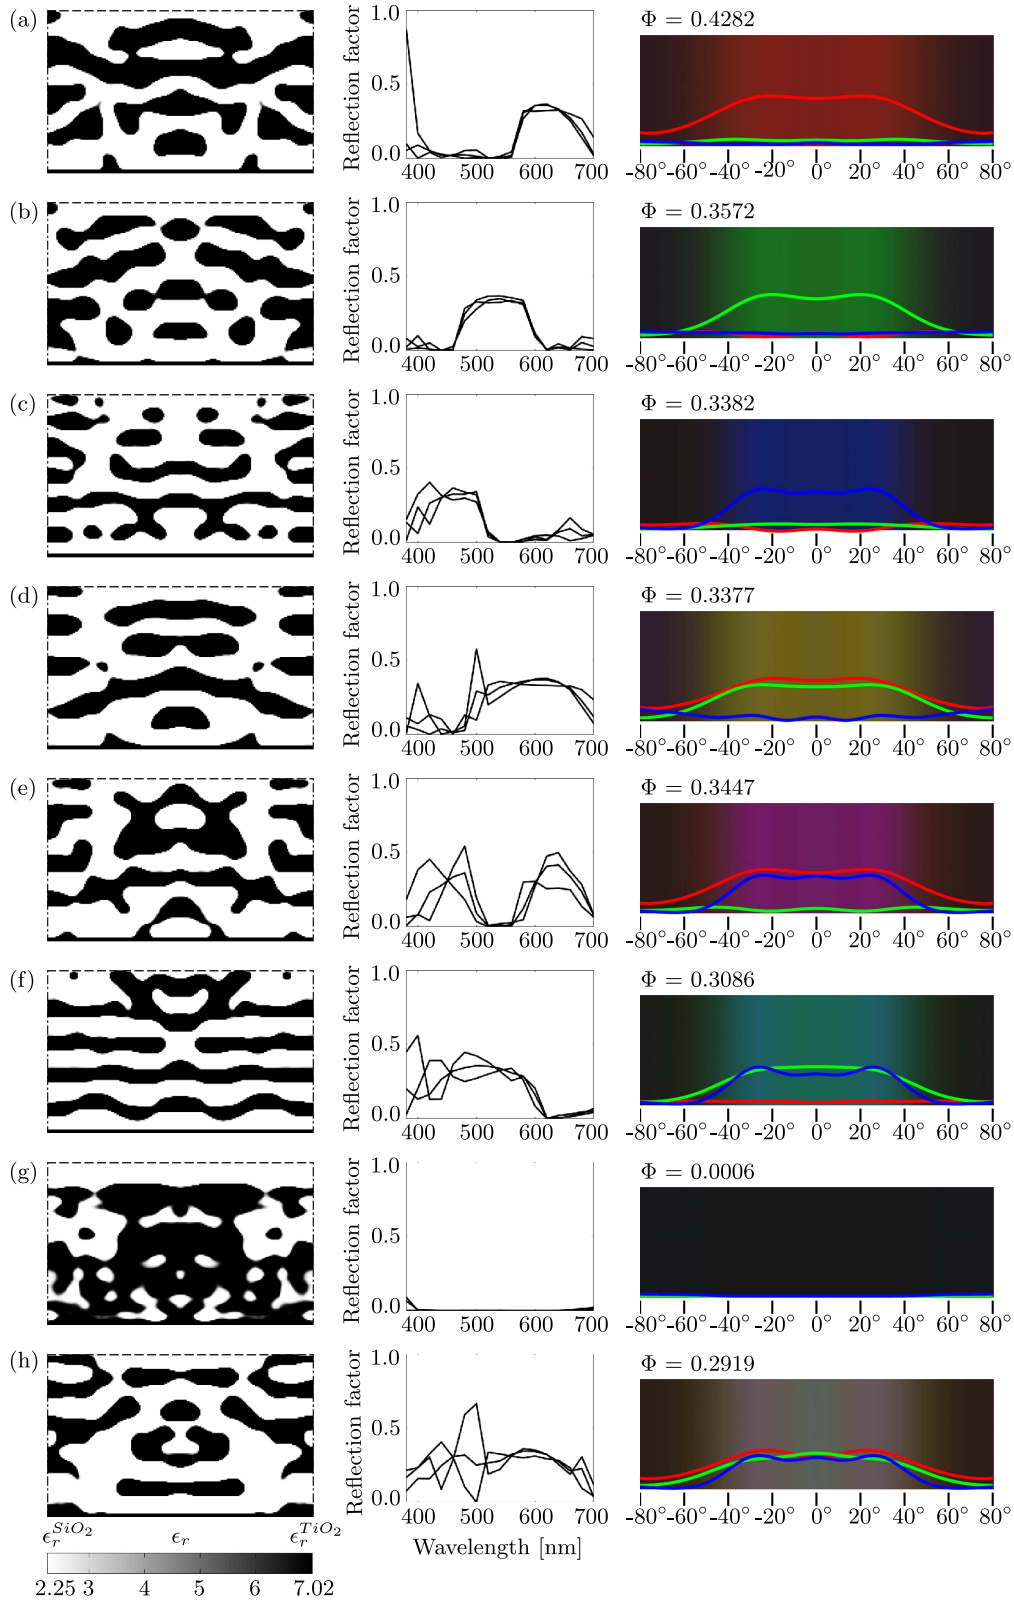 (a)
Reflection factor
1.0
0.5
0.0
400 500 600 700
Φ = 0.4282
-80° -60° -40° -20° 0° 20° 40° 60° 80°
(b)
Reflection factor
1.0
0.5
0.0
400 500 600 700
Φ = 0.3572
-80° -60° -40° -20° 0° 20° 40° 60° 80°
(c)
Reflection factor
1.0
0.5
0.0
400 500 600 700
Φ = 0.3382
-80° -60° -40° -20° 0° 20° 40° 60° 80°
(d)
Reflection factor
1.0
0.5
0.0
400 500 600 700
Φ = 0.3377
-80° -60° -40° -20° 0° 20° 40° 60° 80°
(e)
Reflection factor
1.0
0.5
0.0
400 500 600 700
Φ = 0.3447
-80° -60° -40° -20° 0° 20° 40° 60° 80°
(f)
Reflection factor
1.0
0.5
0.0
400 500 600 700
Φ = 0.3086
-80° -60° -40° -20° 0° 20° 40° 60° 80°
(g)
Reflection factor
1.0
0.5
0.0
400 500 600 700
Φ = 0.0006
-80° -60° -40° -20° 0° 20° 40° 60° 80°
(h)
Reflection factor
1.0
0.5
0.0
400 500 600 700
Wavelength [nm]
Φ = 0.2919
-80° -60° -40° -20° 0° 20° 40° 60° 80°
ϵ_r^{SiO_2} ϵ_r ϵ_r^{TiO_2}
2.25 3 4 5 6 7.02